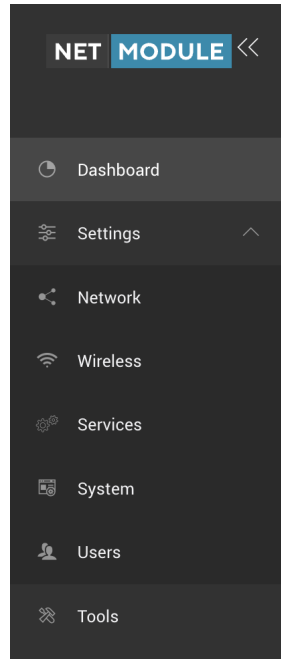 NET MODULE
Dashboard
Settings
Network
Wireless
Services
System
Users
Tools